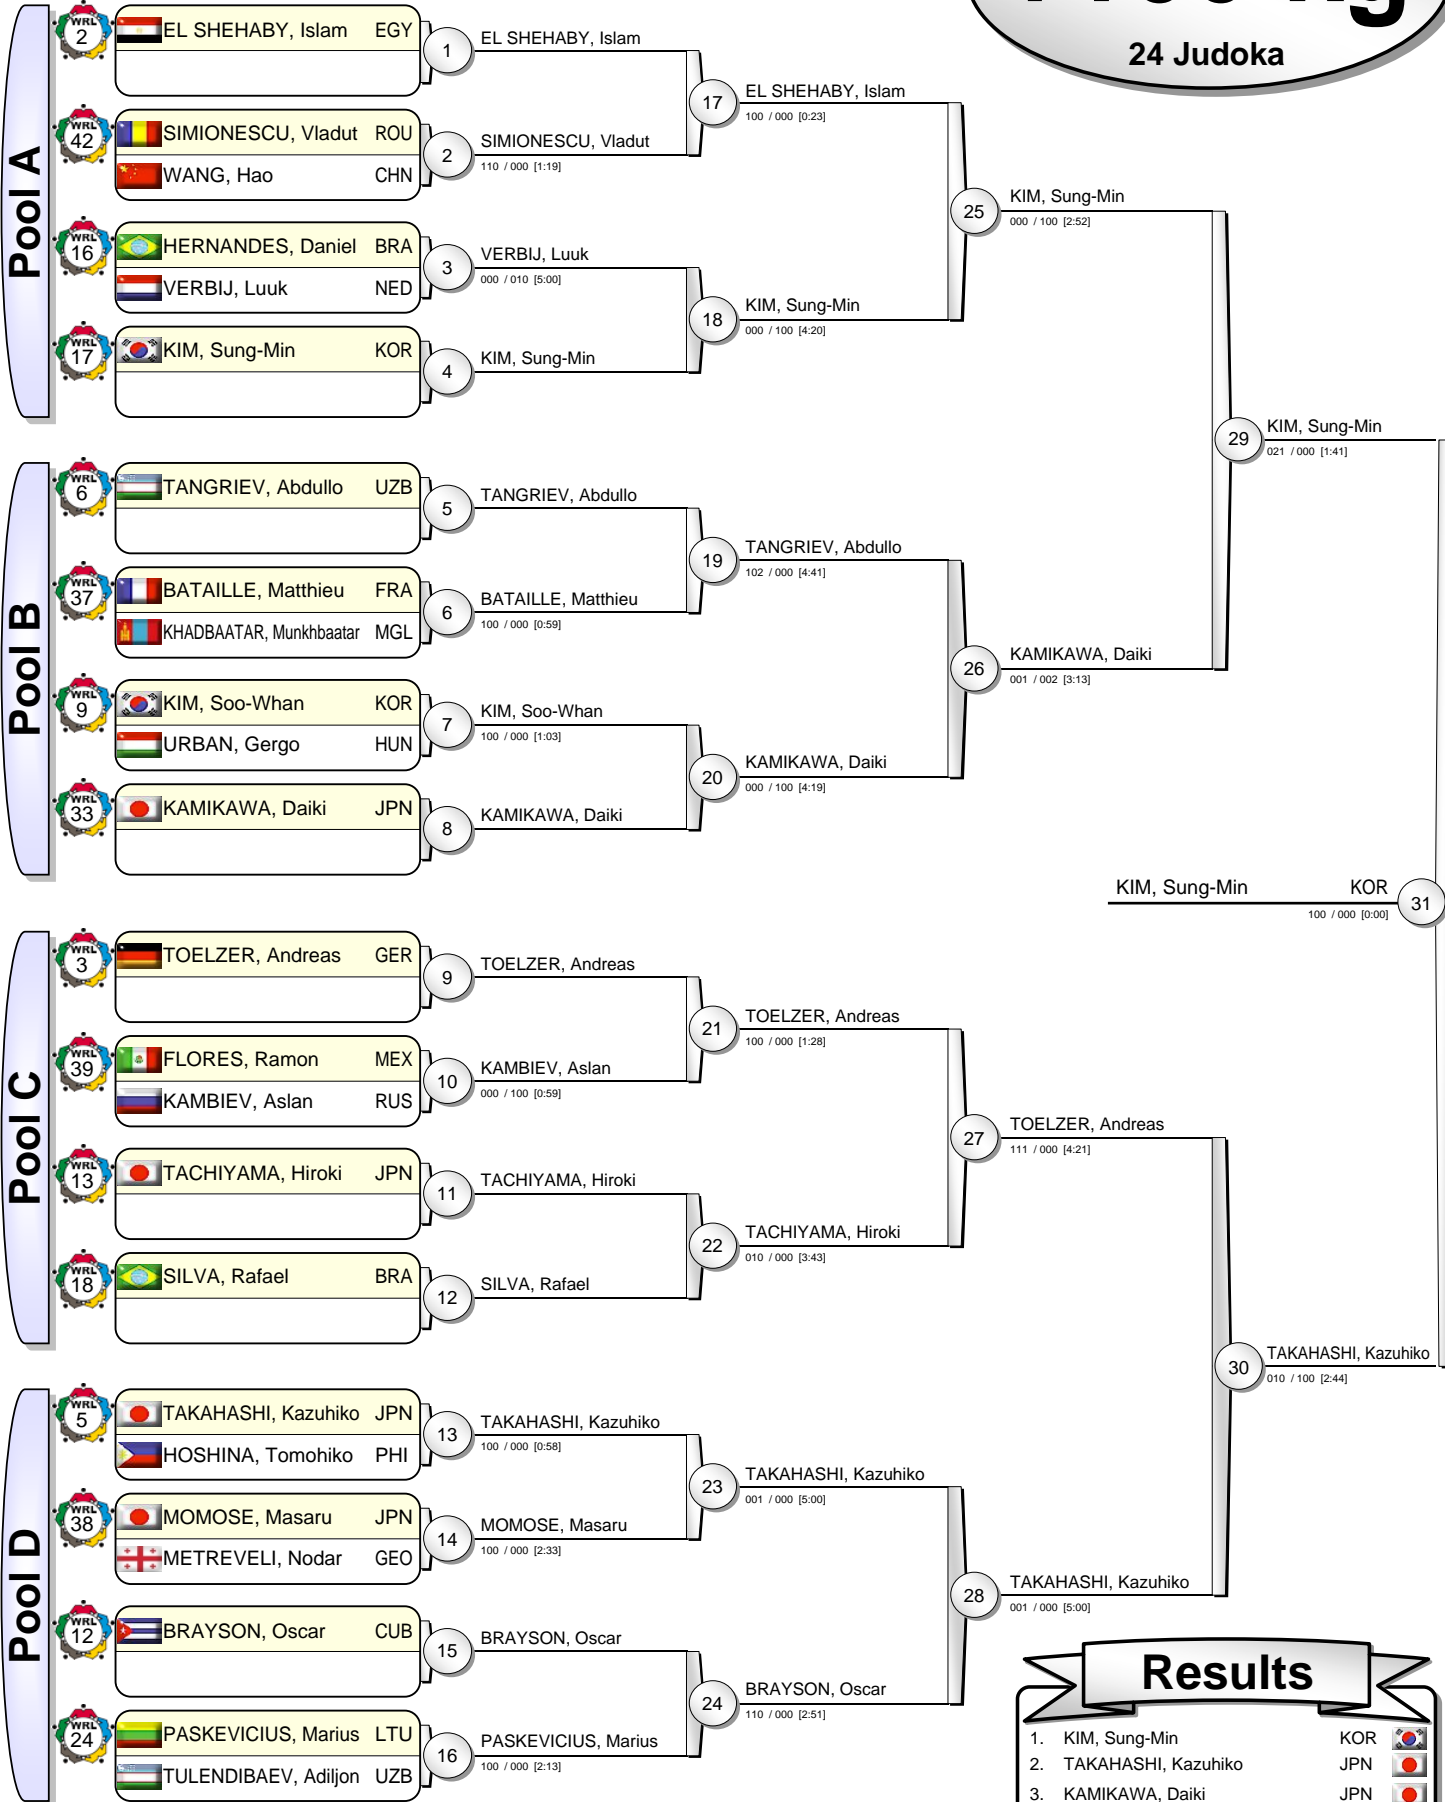 24 Judoka
Pool A
WRL 2 EL SHEHABY, Islam EGY
WRL 42 SIMIONESCU, Vladut ROU
WANG, Hao CHN
WRL 16 HERNANDES, Daniel BRA
VERBIJ, Luuk NED
WRL 17 KIM, Sung-Min KOR
1 EL SHEHABY, Islam
2 SIMIONESCU, Vladut
110 / 000 [1:19]
3 VERBIJ, Luuk
000 / 010 [5:00]
4 KIM, Sung-Min
17 EL SHEHABY, Islam
100 / 000 [0:23]
18 KIM, Sung-Min
000 / 100 [4:20]
25 KIM, Sung-Min
000 / 100 [2:52]
Pool B
WRL 6 TANGRIEV, Abdullo UZB
WRL 37 BATAILLE, Matthieu FRA
KHADBAATAR, Munkhbaatar MGL
WRL 9 KIM, Soo-Whan KOR
URBAN, Gergo HUN
WRL 33 KAMIKAWA, Daiki JPN
5 TANGRIEV, Abdullo
6 BATAILLE, Matthieu
100 / 000 [0:59]
7 KIM, Soo-Whan
100 / 000 [1:03]
8 KAMIKAWA, Daiki
19 TANGRIEV, Abdullo
102 / 000 [4:41]
20 KAMIKAWA, Daiki
000 / 100 [4:19]
26 KAMIKAWA, Daiki
001 / 002 [3:13]
29 KIM, Sung-Min
021 / 000 [1:41]
KIM, Sung-Min KOR 31
100 / 000 [0:00]
Pool C
WRL 3 TOELZER, Andreas GER
WRL 39 FLORES, Ramon MEX
KAMBIEV, Aslan RUS
WRL 13 TACHIYAMA, Hiroki JPN
WRL 18 SILVA, Rafael BRA
9 TOELZER, Andreas
10 KAMBIEV, Aslan
000 / 100 [0:59]
11 TACHIYAMA, Hiroki
12 SILVA, Rafael
21 TOELZER, Andreas
100 / 000 [1:28]
22 TACHIYAMA, Hiroki
010 / 000 [3:43]
27 TOELZER, Andreas
111 / 000 [4:21]
Pool D
WRL 5 TAKAHASHI, Kazuhiko JPN
HOSHINA, Tomohiko PHI
WRL 38 MOMOSE, Masaru JPN
METREVELI, Nodar GEO
WRL 12 BRAYSON, Oscar CUB
WRL 24 PASKEVICIUS, Marius LTU
TULENDIBAEV, Adiljon UZB
13 TAKAHASHI, Kazuhiko
100 / 000 [0:58]
14 MOMOSE, Masaru
100 / 000 [2:33]
15 BRAYSON, Oscar
16 PASKEVICIUS, Marius
100 / 000 [2:13]
23 TAKAHASHI, Kazuhiko
001 / 000 [5:00]
24 BRAYSON, Oscar
110 / 000 [2:51]
28 TAKAHASHI, Kazuhiko
001 / 000 [5:00]
30 TAKAHASHI, Kazuhiko
010 / 100 [2:44]
Results
1. KIM, Sung-Min KOR
2. TAKAHASHI, Kazuhiko JPN
3. KAMIKAWA, Daiki JPN